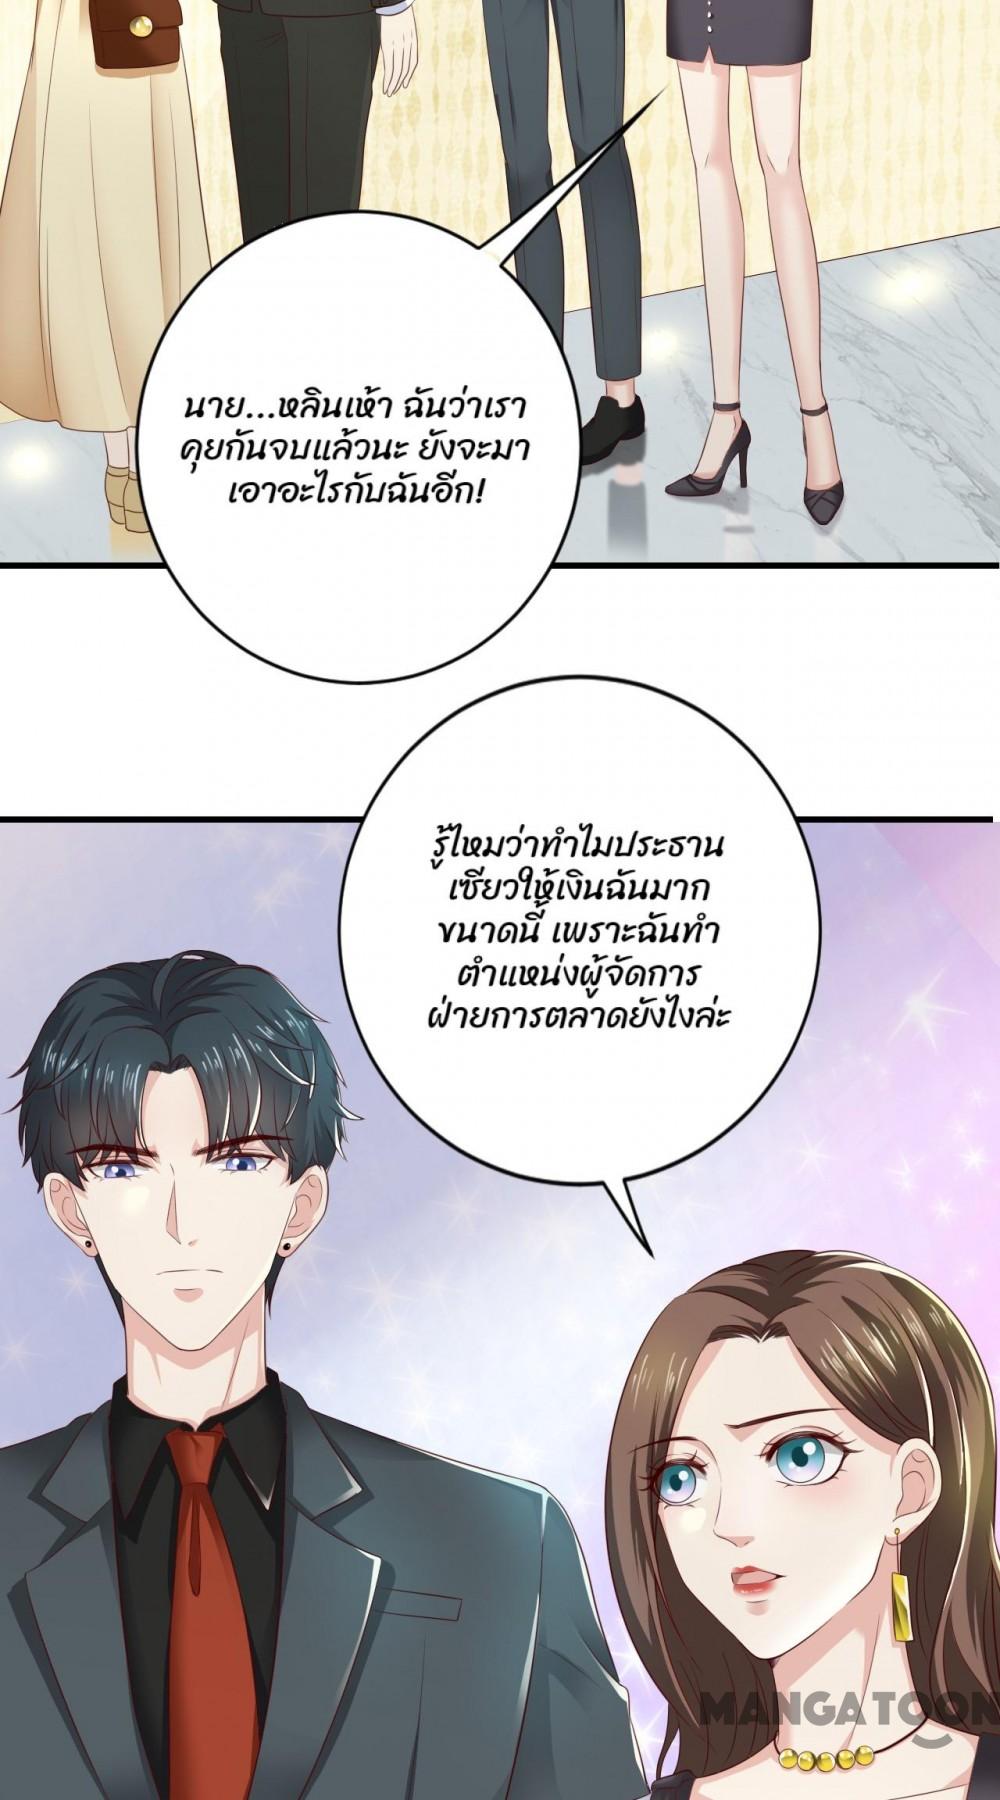 นาย...หลินเห้า ฉันว่าเรา
คุยกันจบแล้วนะ ยังจะมา
เอาอะไรกับฉันอีก!
รู้ไหมว่าทำไมประธาน
เซียวให้เงินฉันมาก
ขนาดนี้ เพราะฉันทำ
ตำแหน่งผู้จัดการ
ฝ่ายการตลาดยังไงล่ะ
MANGATOON